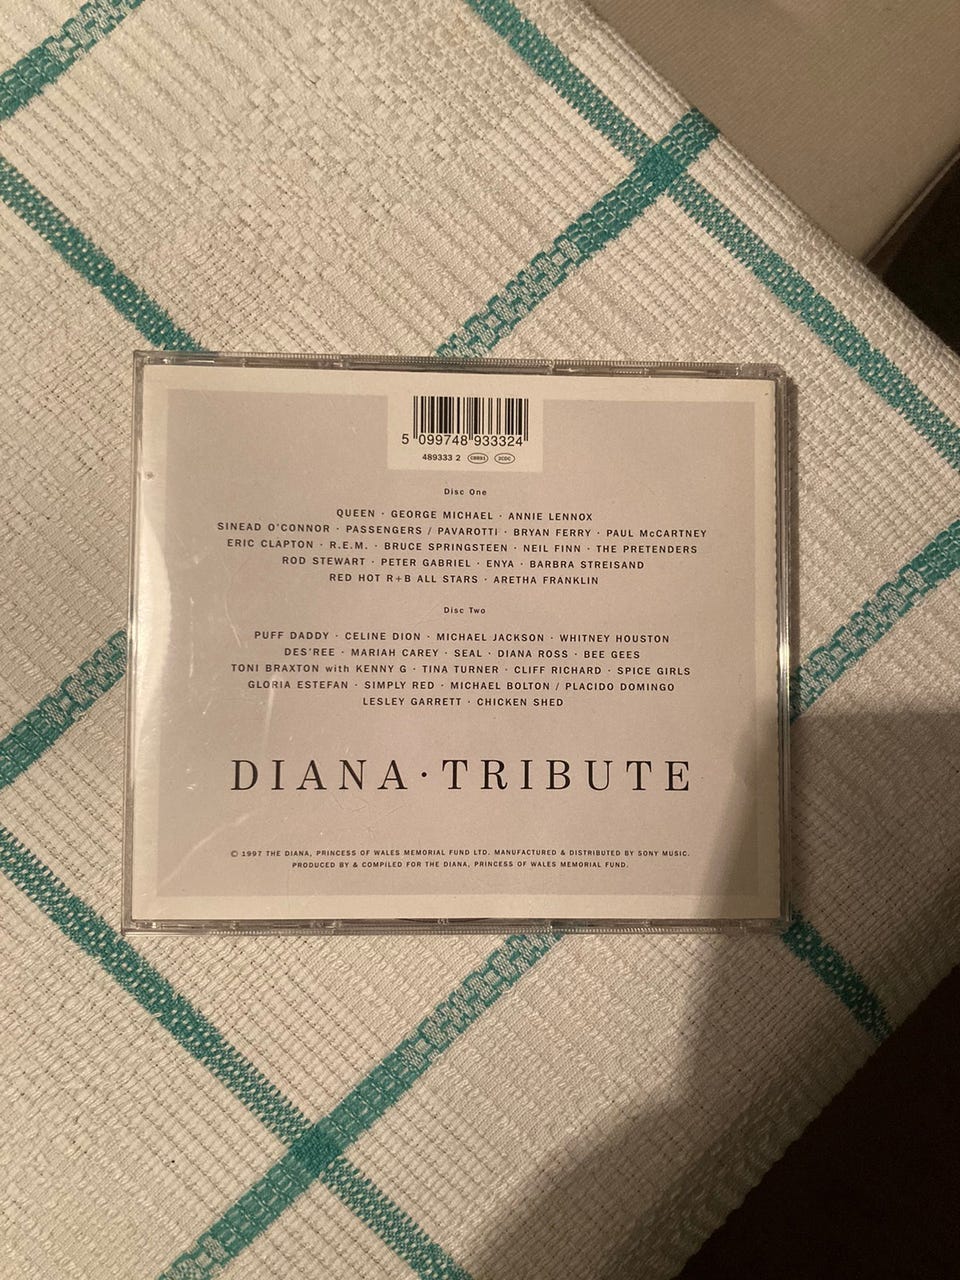 5 099748 933324
489333 2 CB881 2CDC
Disc One
QUEEN · GEORGE MICHAEL · ANNIE LENNOX
SINEAD O'CONNOR · PASSENGERS / PAVAROTTI · BRYAN FERRY · PAUL McCARTNEY
ERIC CLAPTON · R.E.M. · BRUCE SPRINGSTEEN · NEIL FINN · THE PRETENDERS
ROD STEWART · PETER GABRIEL · ENYA · BARBRA STREISAND
RED HOT R+B ALL STARS · ARETHA FRANKLIN
Disc Two
PUFF DADDY · CELINE DION · MICHAEL JACKSON · WHITNEY HOUSTON
DES'REE · MARIAH CAREY · SEAL · DIANA ROSS · BEE GEES
TONI BRAXTON with KENNY G · TINA TURNER · CLIFF RICHARD · SPICE GIRLS
GLORIA ESTEFAN · SIMPLY RED · MICHAEL BOLTON / PLACIDO DOMINGO
LESLEY GARRETT · CHICKEN SHED
DIANA · TRIBUTE
© 1997 THE DIANA, PRINCESS OF WALES MEMORIAL FUND LTD. MANUFACTURED & DISTRIBUTED BY SONY MUSIC.
PRODUCED BY & COMPILED FOR THE DIANA, PRINCESS OF WALES MEMORIAL FUND.